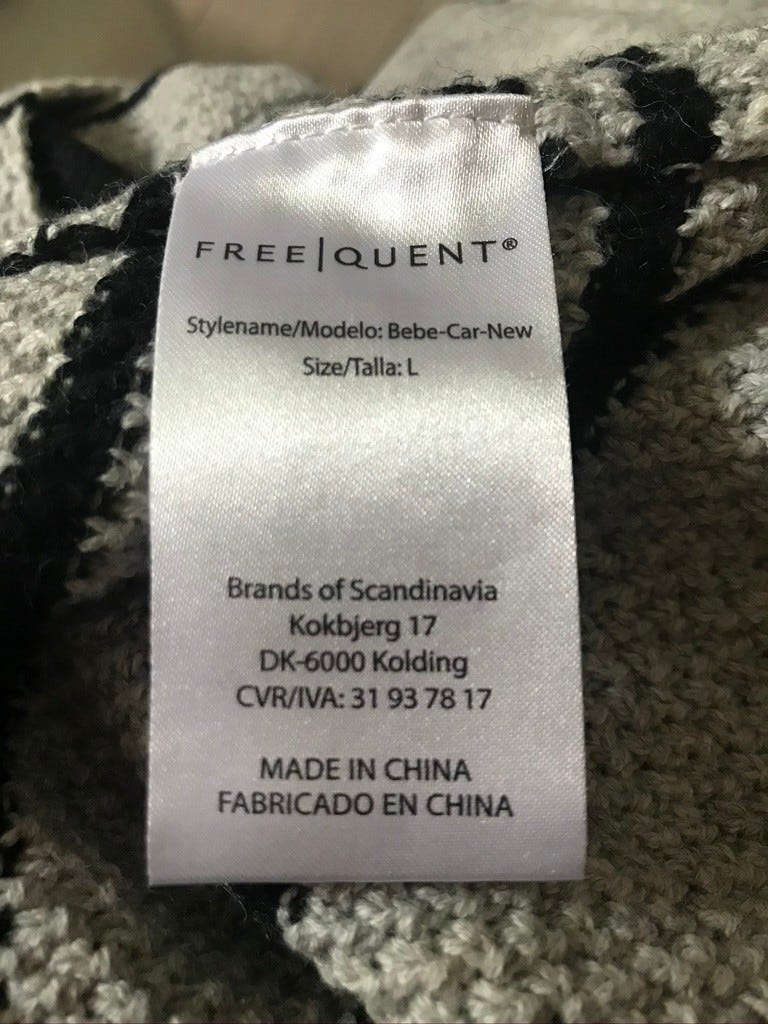 FREE|QUENT®
Stylename/Modelo: Bebe-Car-New
Size/Talla: L
Brands of Scandinavia
Kokbjerg 17
DK-6000 Kolding
CVR/IVA: 31 93 78 17
MADE IN CHINA
FABRICADO EN CHINA